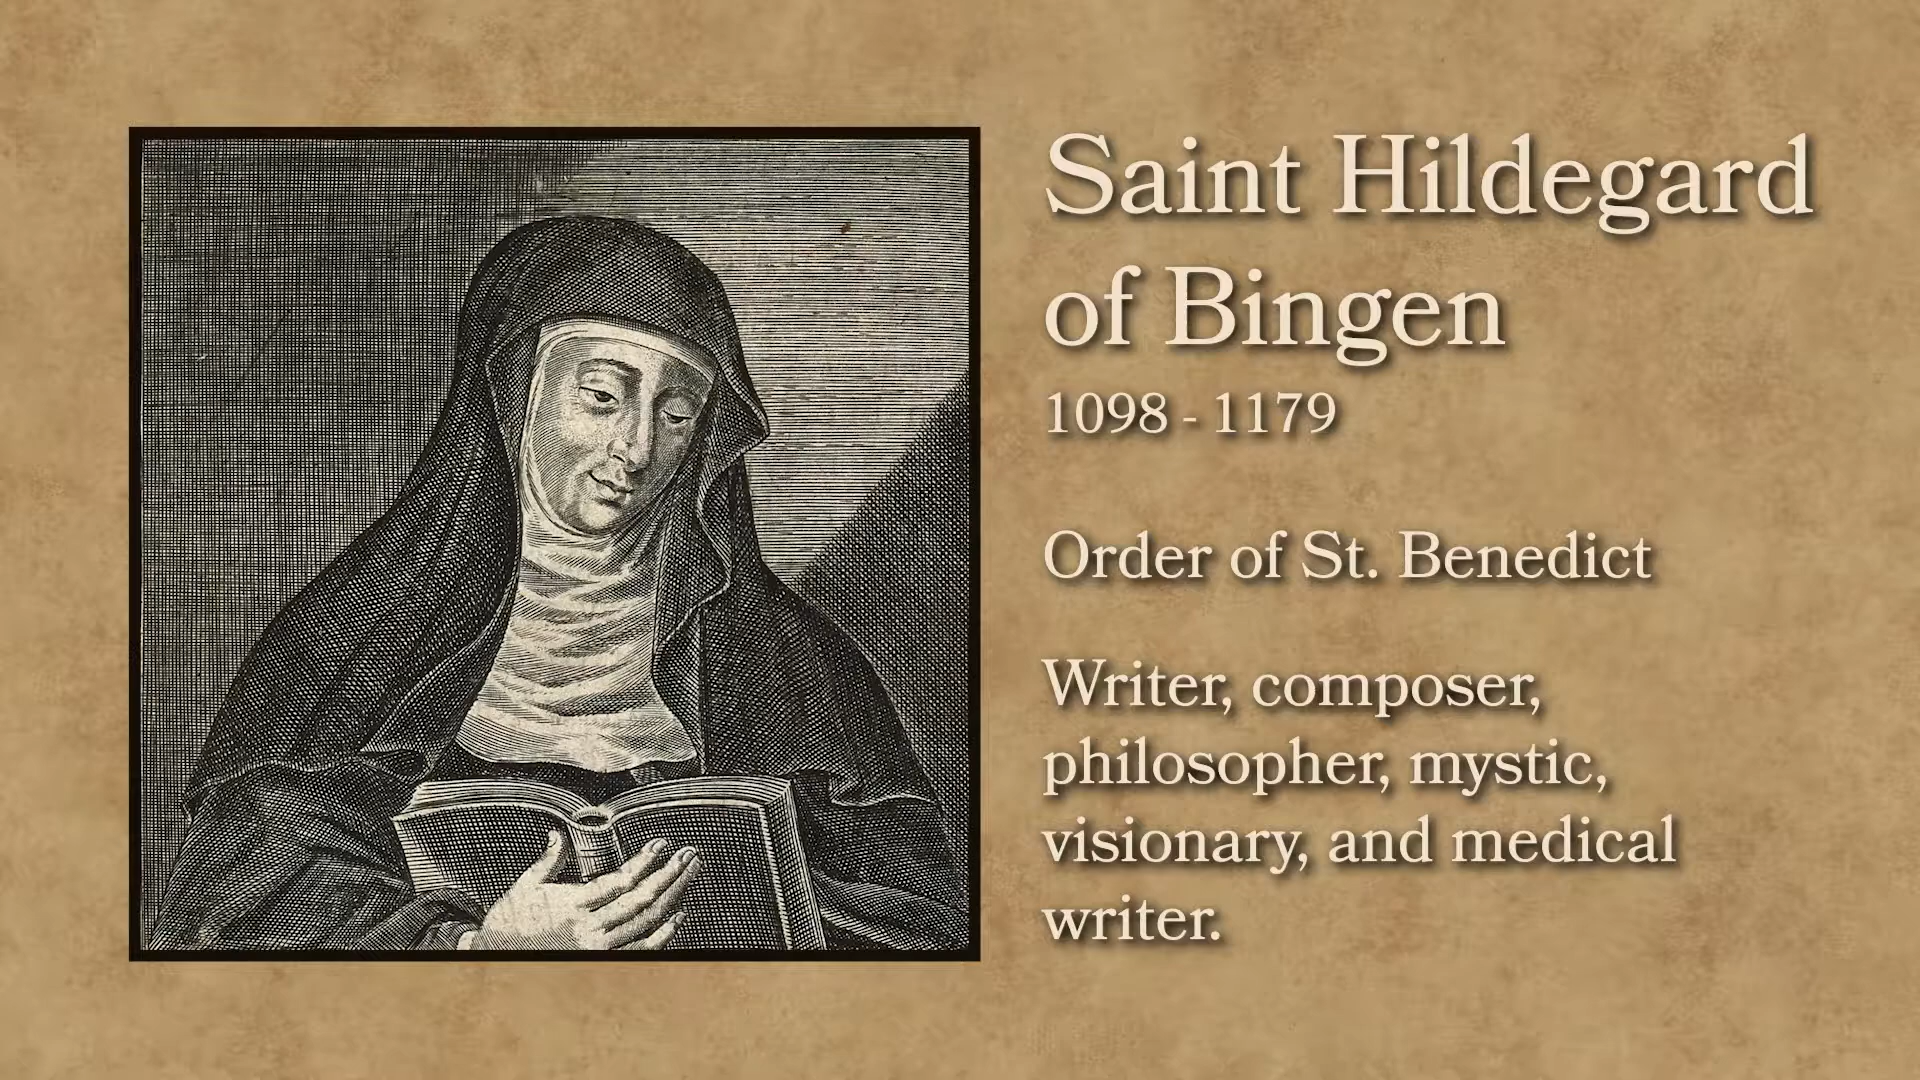 Saint Hildegard
of Bingen
1098 - 1179
Order of St. Benedict
Writer, composer,
philosopher, mystic,
visionary, and medical
writer.